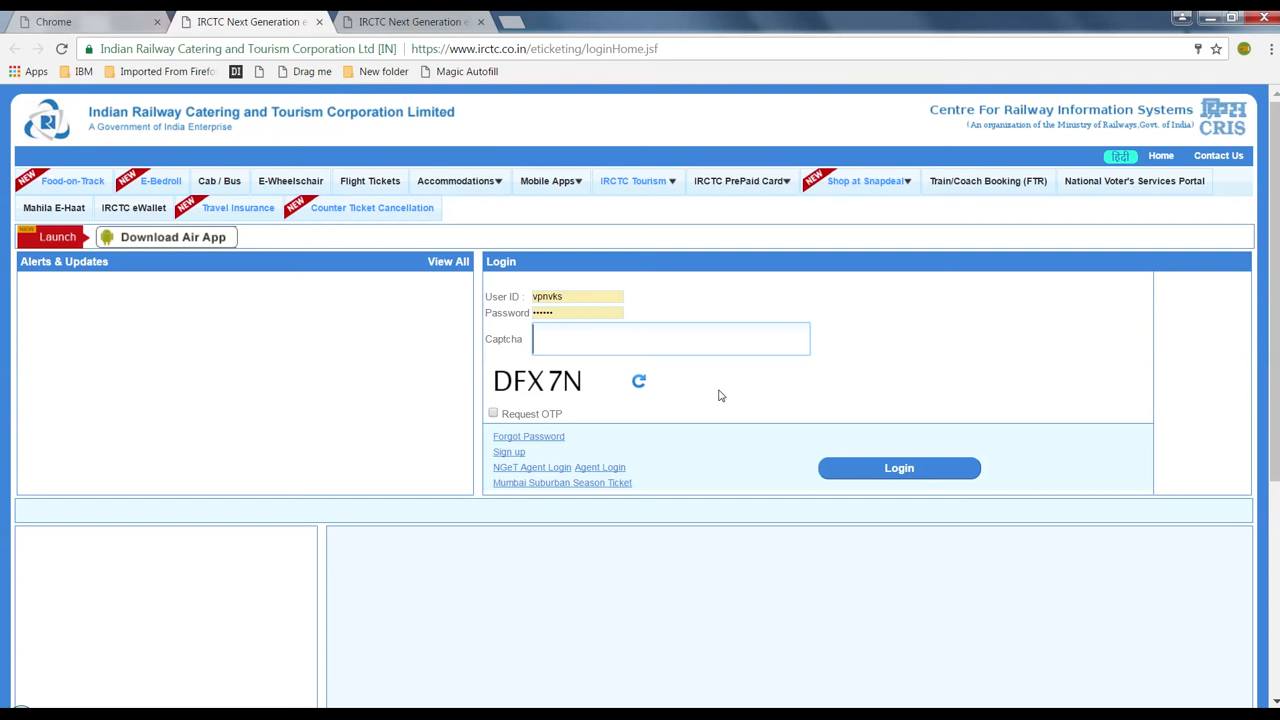 Chrome
IRCTC Next Generation e
IRCTC Next Generation e
Indian Railway Catering and Tourism Corporation Ltd [IN] https://www.irctc.co.in/eticketing/loginHome.jsf
Apps IBM Imported From Firefo DI Drag me New folder Magic Autofill
Indian Railway Catering and Tourism Corporation Limited
A Government of India Enterprise
Centre For Railway Information Systems
(An organization of the Ministry of Railways,Govt. of India)
CRIS
हिंदी Home Contact Us
NEW Food-on-Track NEW E-Bedroll Cab / Bus E-Wheelschair Flight Tickets Accommodations Mobile Apps IRCTC Tourism IRCTC PrePaid Card NEW Shop at Snapdeal Train/Coach Booking (FTR) National Voter's Services Portal
Mahila E-Haat IRCTC eWallet NEW Travel Insurance NEW Counter Ticket Cancellation
NEW Launch Download Air App
Alerts & Updates View All
Login
User ID : vpnvks
Password ••••••
Captcha
DFX 7N
Request OTP
Forgot Password
Sign up
NGeT Agent Login Agent Login
Mumbai Suburban Season Ticket
Login